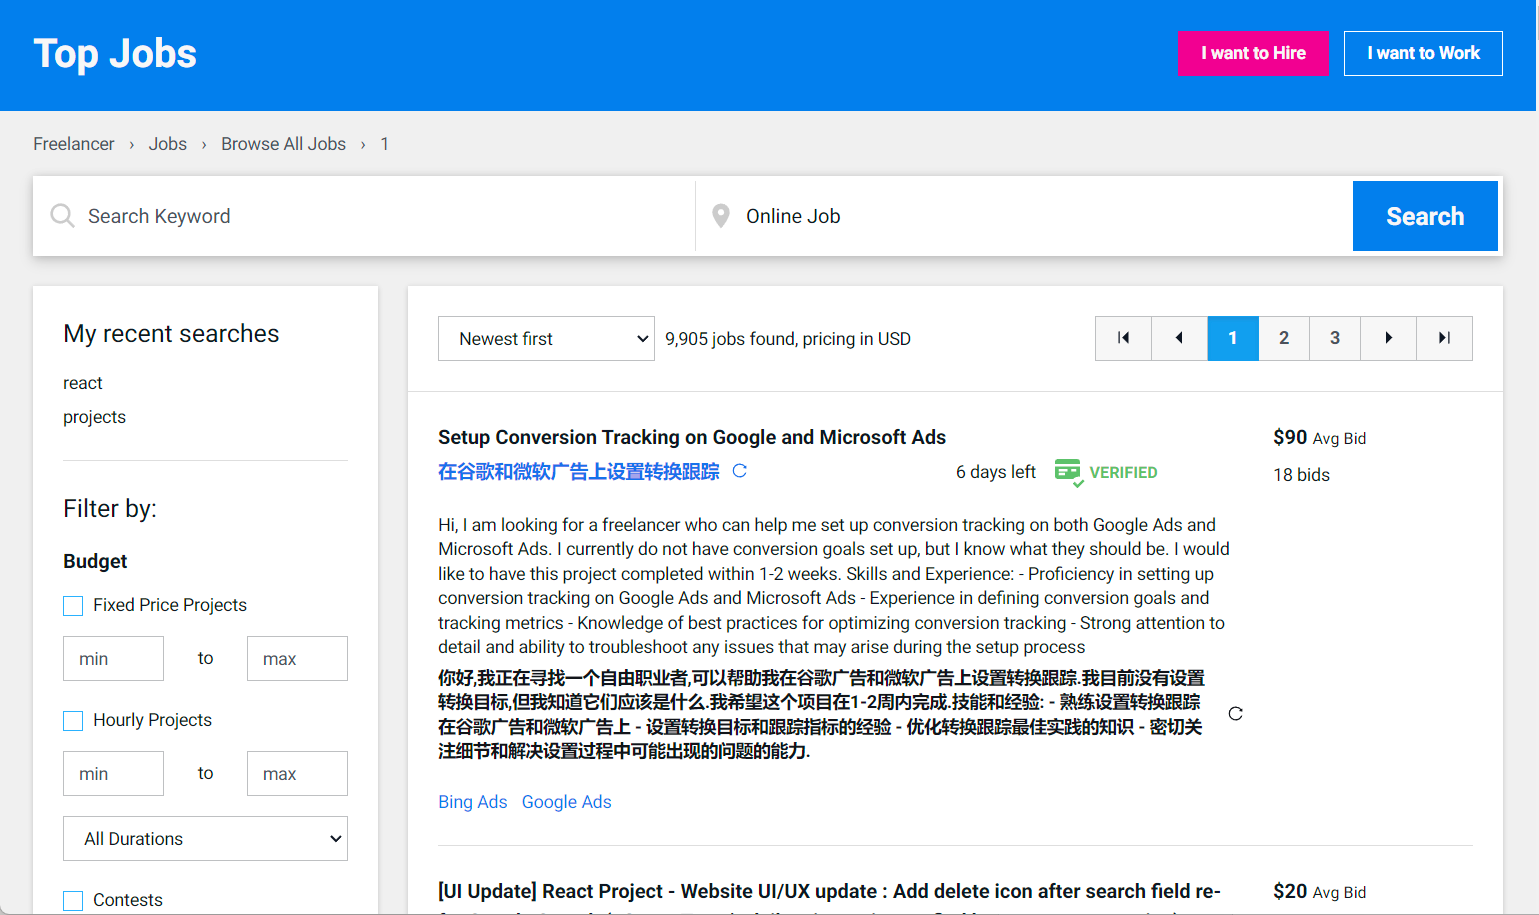 Top Jobs
I want to Hire
I want to Work
Freelancer › Jobs › Browse All Jobs › 1
Search Keyword
Online Job
Search
My recent searches
react
projects
Filter by:
Budget
Fixed Price Projects
min to max
Hourly Projects
min to max
All Durations
Contests
Newest first
9,905 jobs found, pricing in USD
1 2 3
Setup Conversion Tracking on Google and Microsoft Ads
在谷歌和微软广告上设置转换跟踪
6 days left
VERIFIED
$90 Avg Bid
18 bids
Hi, I am looking for a freelancer who can help me set up conversion tracking on both Google Ads and
Microsoft Ads. I currently do not have conversion goals set up, but I know what they should be. I would
like to have this project completed within 1-2 weeks. Skills and Experience: - Proficiency in setting up
conversion tracking on Google Ads and Microsoft Ads - Experience in defining conversion goals and
tracking metrics - Knowledge of best practices for optimizing conversion tracking - Strong attention to
detail and ability to troubleshoot any issues that may arise during the setup process
你好,我正在寻找一个自由职业者,可以帮助我在谷歌广告和微软广告上设置转换跟踪.我目前没有设置
转换目标,但我知道它们应该是什么.我希望这个项目在1-2周内完成.技能和经验: - 熟练设置转换跟踪
在谷歌广告和微软广告上 - 设置转换目标和跟踪指标的经验 - 优化转换跟踪最佳实践的知识 - 密切关
注细节和解决设置过程中可能出现的问题的能力.
Bing Ads Google Ads
[UI Update] React Project - Website UI/UX update : Add delete icon after search field re-
$20 Avg Bid